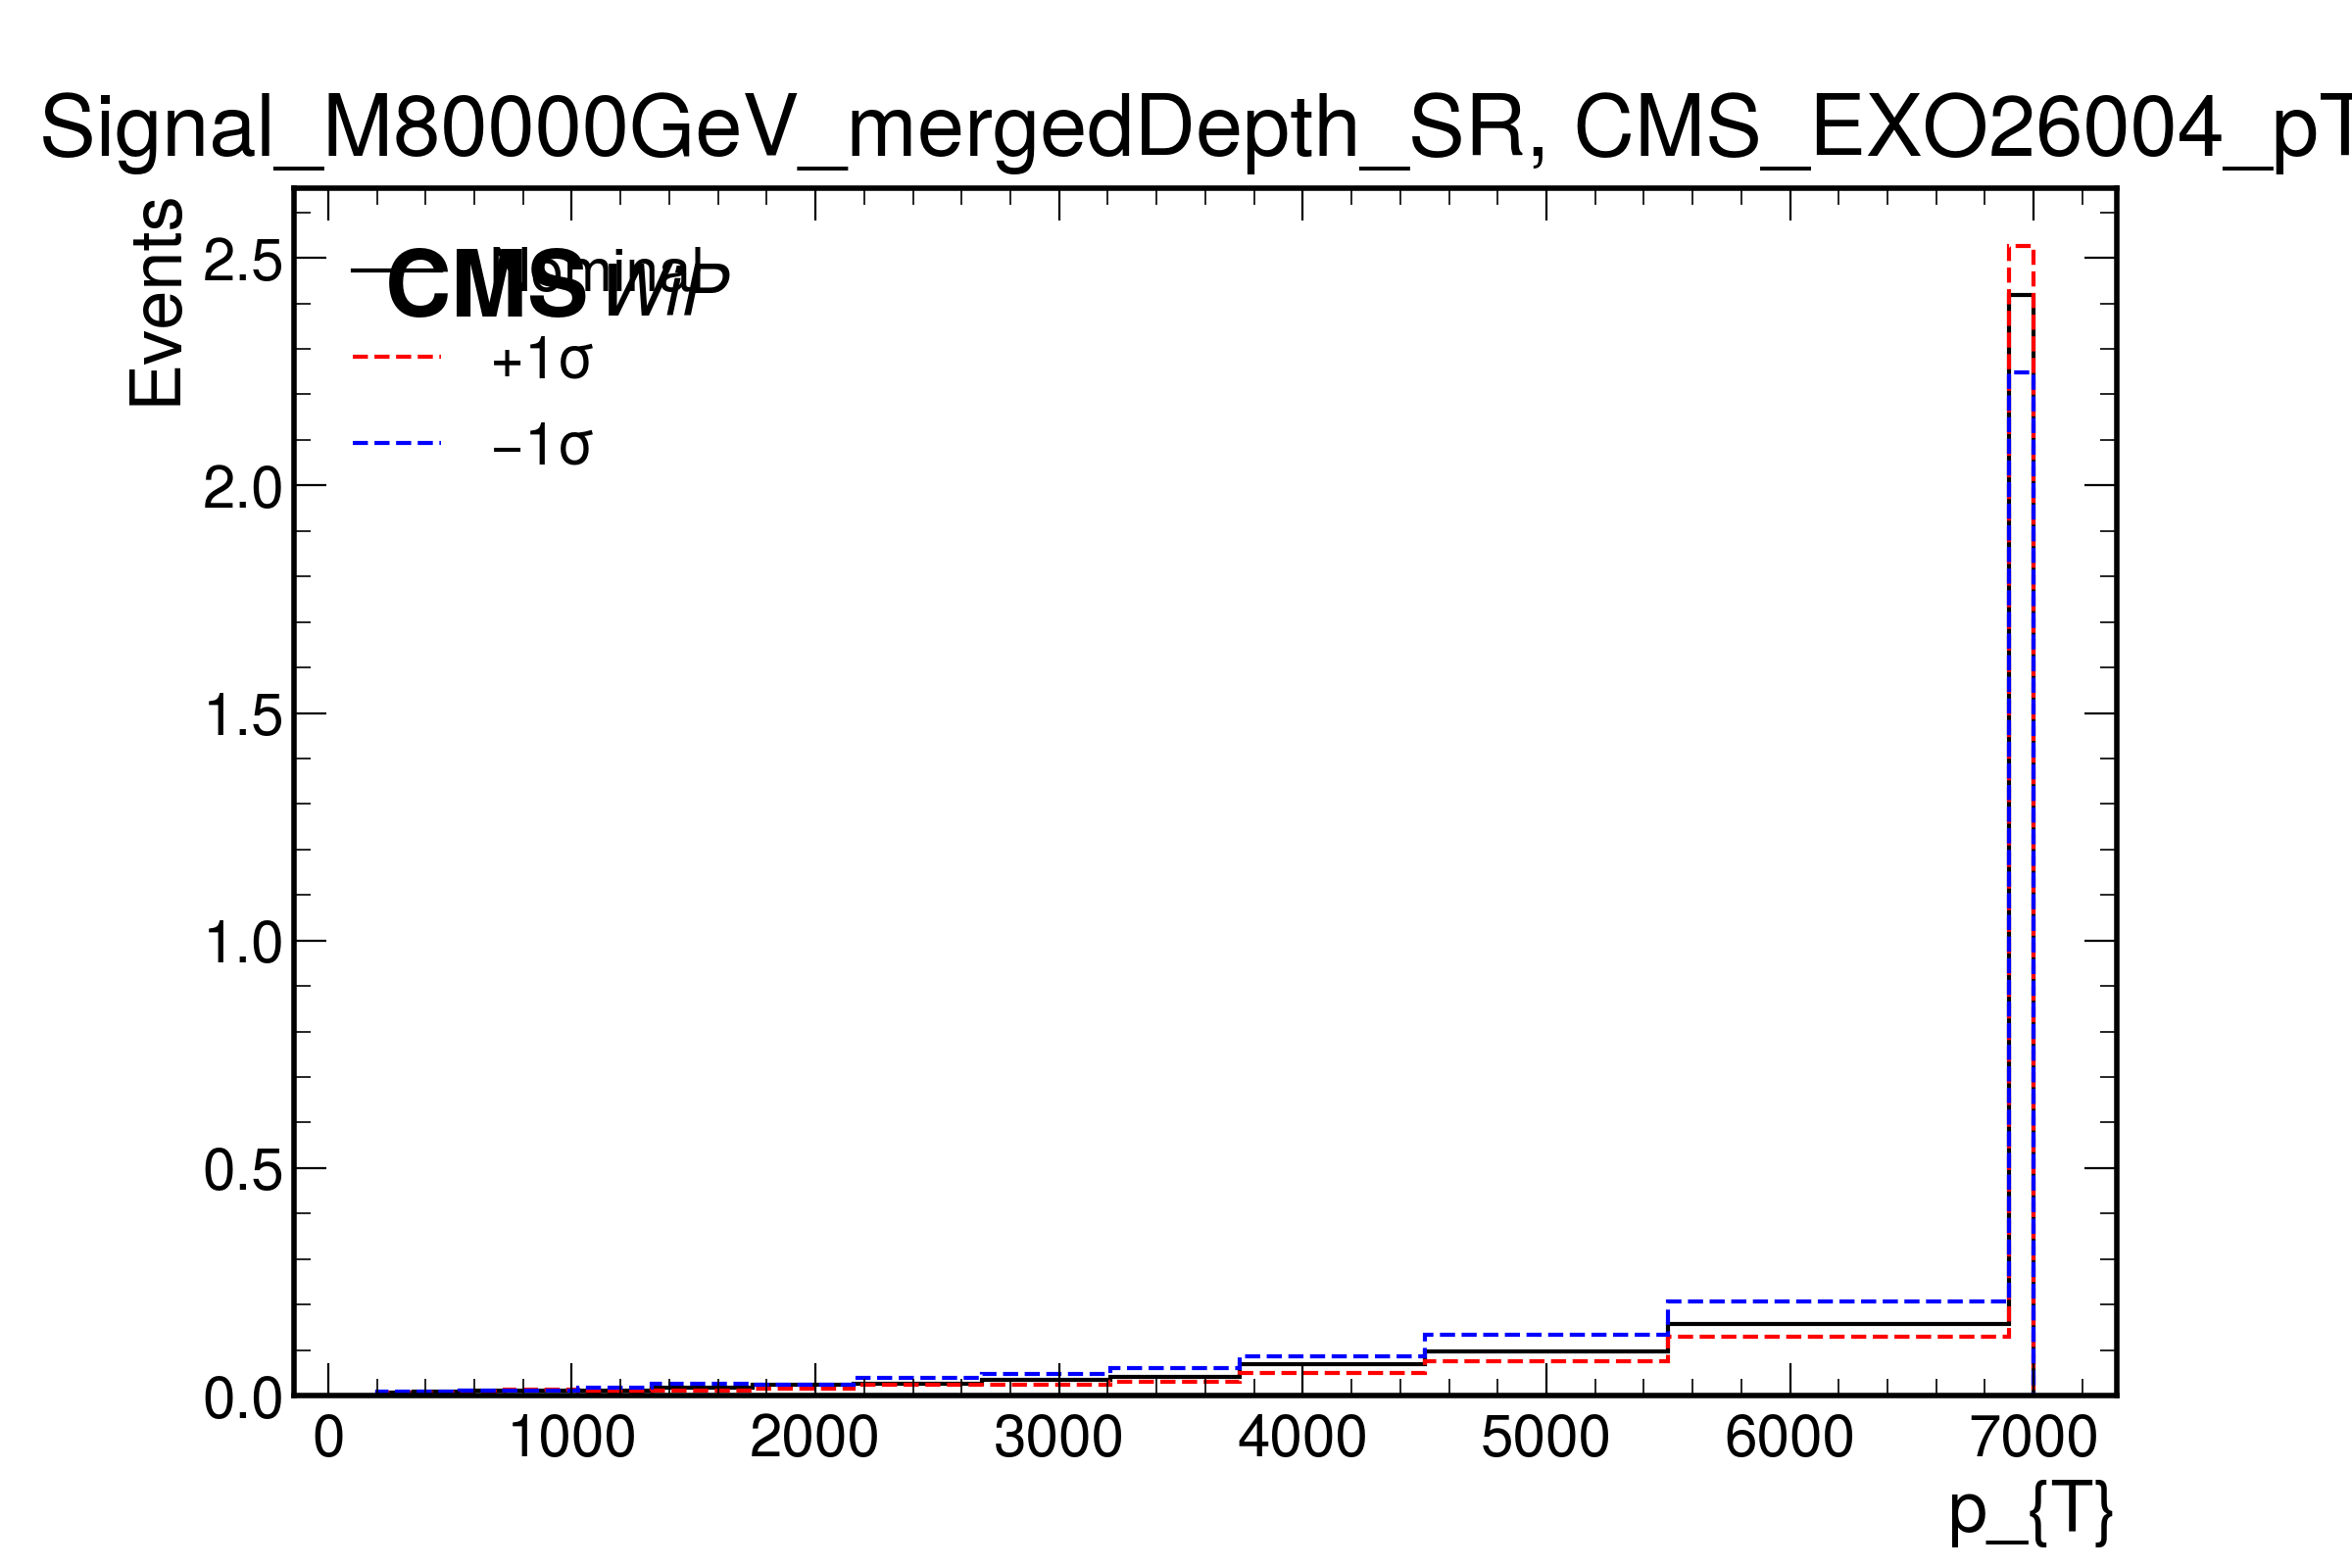 Signal_M80000GeV_mergedDepth_SR, CMS_EXO26004_pT
Events
CMS WiP
Nominal
+1σ
−1σ
2.5
2.0
1.5
1.0
0.5
0.0
0 1000 2000 3000 4000 5000 6000 7000
p_{T}